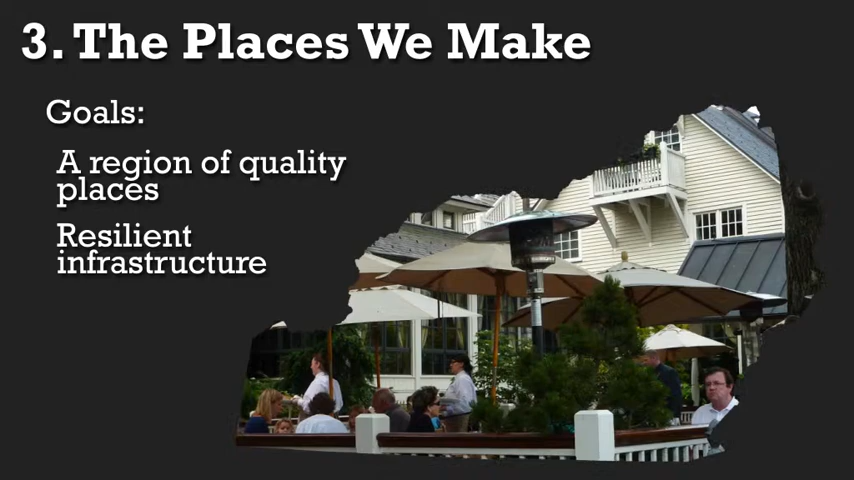 3. The Places We Make
Goals:
A region of quality
places
Resilient
infrastructure